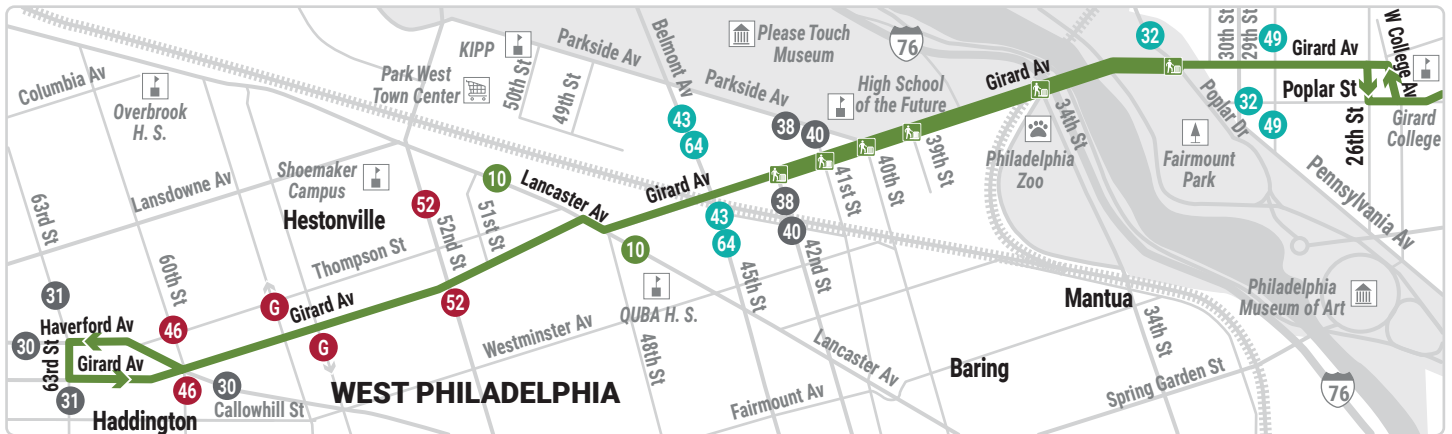 Columbia Av
Overbrook
H. S.
KIPP
50th St
49th St
Park West
Town Center
Parkside Av
Belmont Av
Please Touch
Museum
76
Parkside Av
High School
of the Future
Girard Av
32
30th St
29th St
49
Girard Av
W College Av
Poplar St
32
49
Poplar Dr
26th St
Girard
College
34th St
Philadelphia
Zoo
Fairmount
Park
Pennsylvania Av
43
64
38
40
39th St
40th St
41st St
Shoemaker
Campus
Lansdowne Av
63rd St
Hestonville
10
Lancaster Av
Girard Av
52
52nd St
51st St
43
64
38
40
10
45th St
42nd St
Thompson St
60th St
31
G
Girard Av
52
QUBA H. S.
Mantua
Philadelphia
Museum of Art
Haverford Av
46
30
63rd St
Girard Av
G
Westminster Av
48th St
Lancaster Av
34th St
Baring
31
46
30
Callowhill St
WEST PHILADELPHIA
Haddington
Fairmount Av
Spring Garden St
76